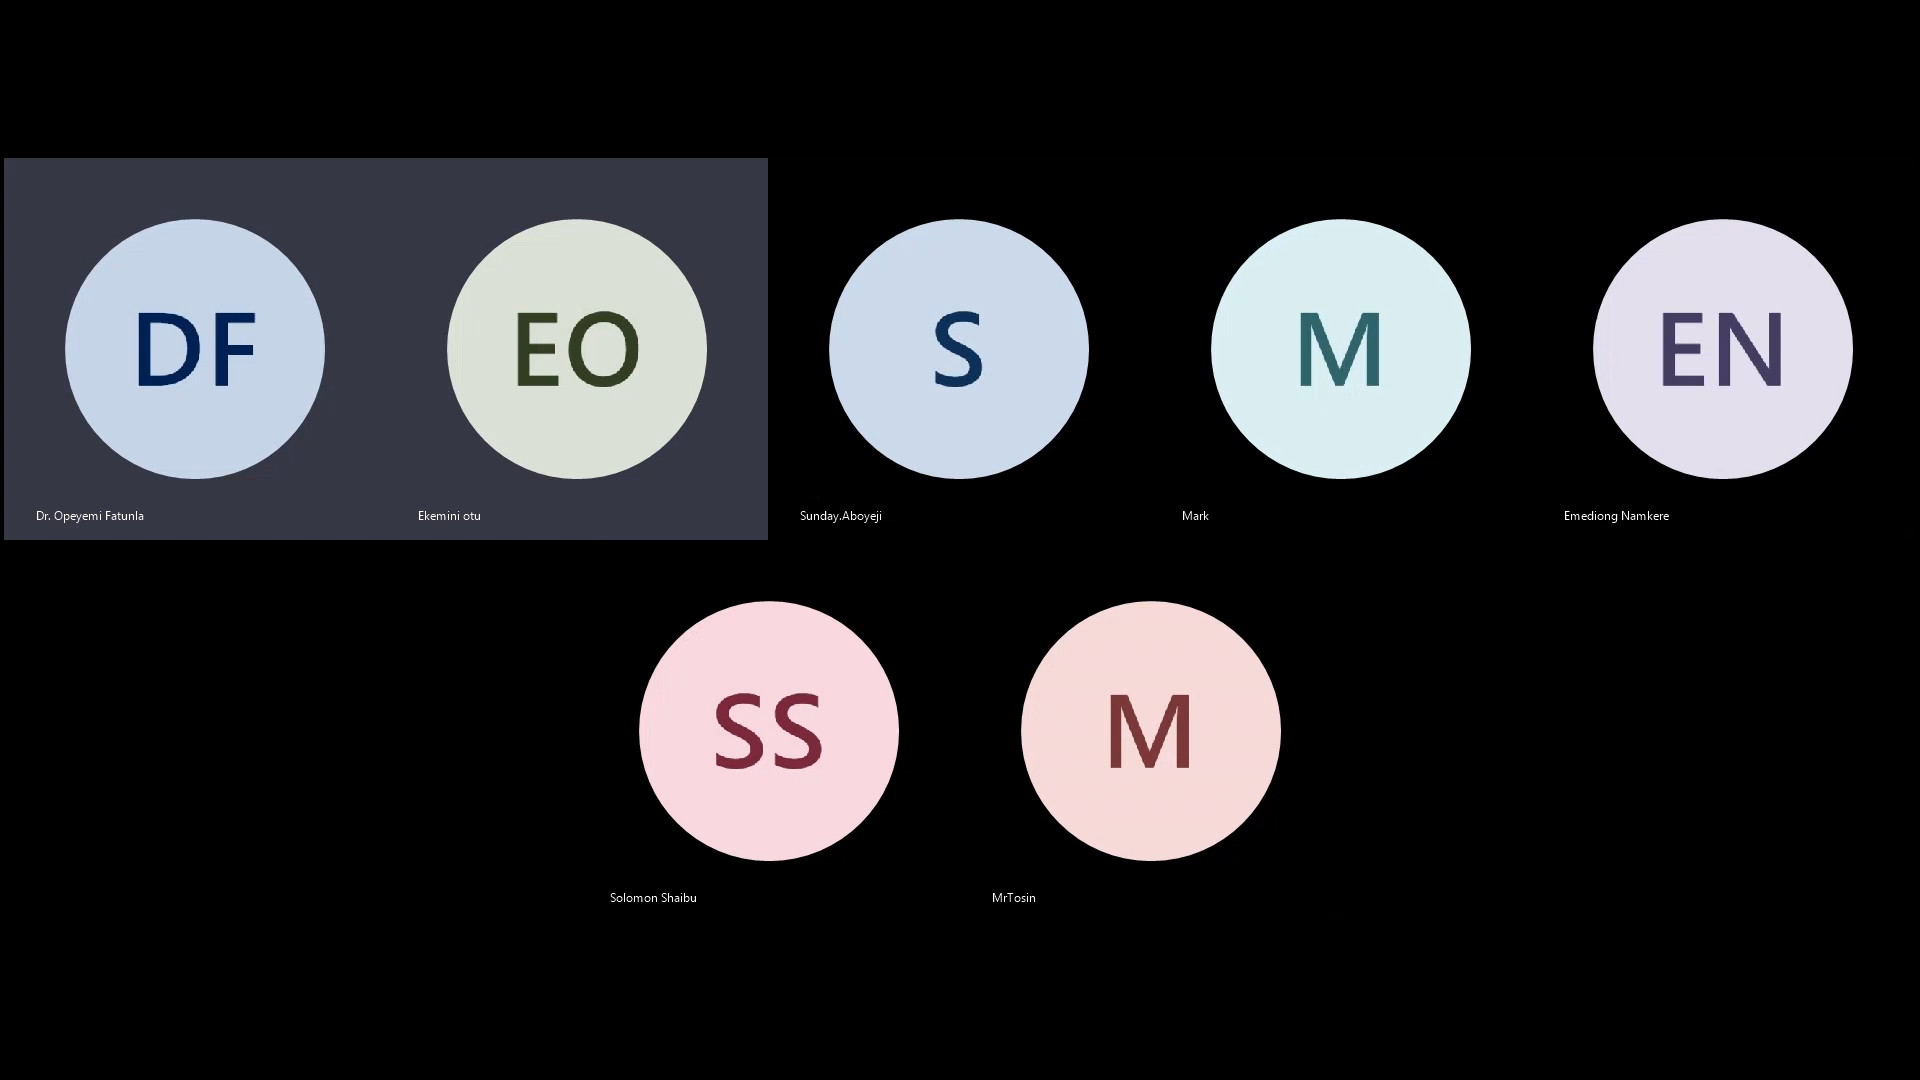 DF
EO
S
M
EN
Dr. Opeyemi Fatunla
Ekemini otu
Sunday.Aboyeji
Mark
Emediong Namkere
SS
M
Solomon Shaibu
MrTosin